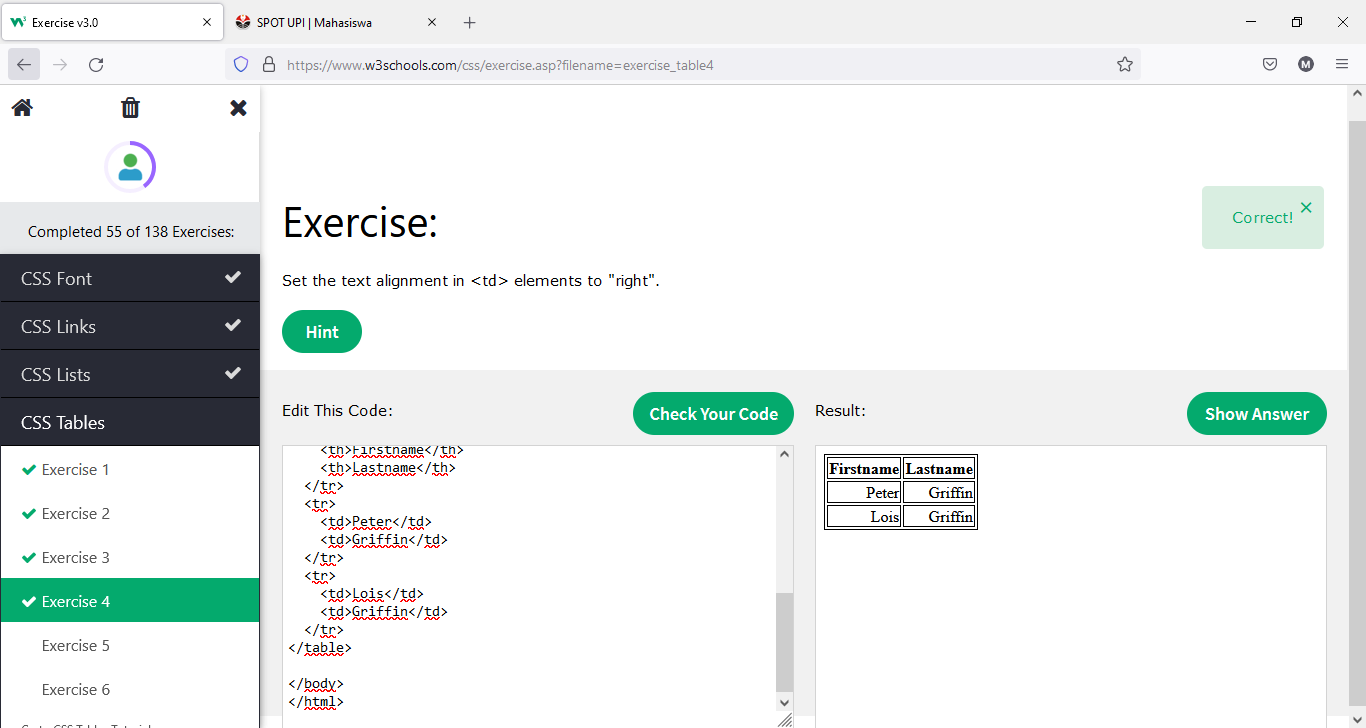 Exercise v3.0
SPOT UPI | Mahasiswa
https://www.w3schools.com/css/exercise.asp?filename=exercise_table4
M
Completed 55 of 138 Exercises:
CSS Font
CSS Links
CSS Lists
CSS Tables
Exercise 1
Exercise 2
Exercise 3
Exercise 4
Exercise 5
Exercise 6
Exercise:
Correct!
Set the text alignment in <td> elements to "right".
Hint
Edit This Code:
Check Your Code
<th>Firstname</th>
<th>Lastname</th>
</tr>
<tr>
<td>Peter</td>
<td>Griffin</td>
</tr>
<tr>
<td>Lois</td>
<td>Griffin</td>
</tr>
</table>
</body>
</html>
Result:
Show Answer
Firstname Lastname
Peter Griffin
Lois Griffin